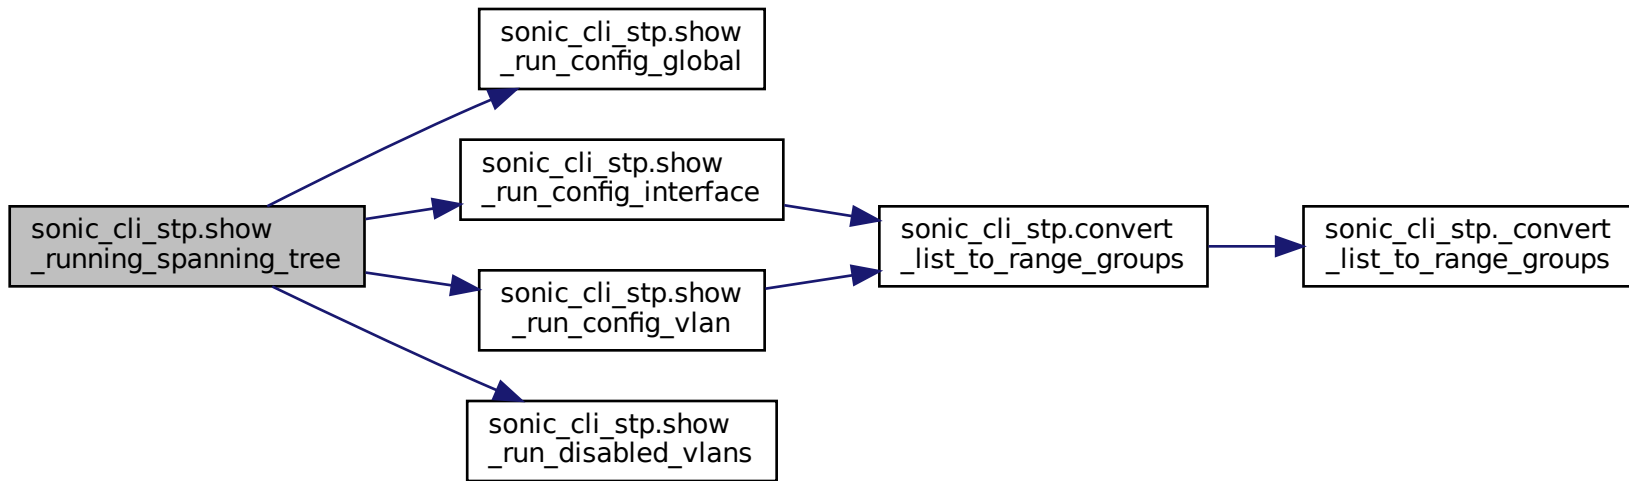 sonic_cli_stp.show
_running_spanning_tree
sonic_cli_stp.show
_run_config_global
sonic_cli_stp.show
_run_config_interface
sonic_cli_stp.show
_run_config_vlan
sonic_cli_stp.show
_run_disabled_vlans
sonic_cli_stp.convert
_list_to_range_groups
sonic_cli_stp._convert
_list_to_range_groups